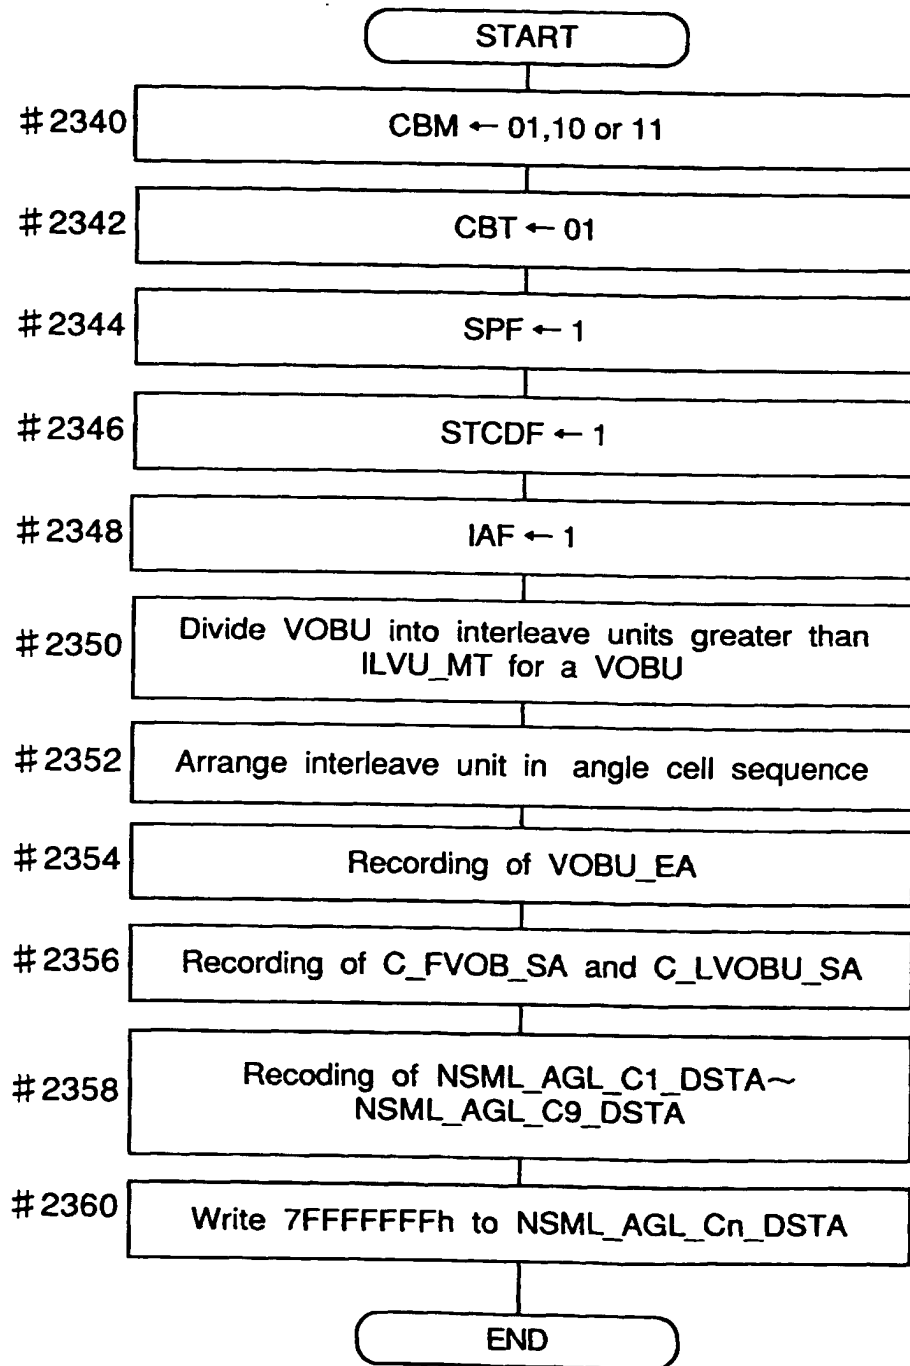 START
#2340
CBM ← 01,10 or 11
#2342
CBT ← 01
#2344
SPF ← 1
#2346
STCDF ← 1
#2348
IAF ← 1
#2350
Divide VOBU into interleave units greater than
ILVU_MT for a VOBU
#2352
Arrange interleave unit in angle cell sequence
#2354
Recording of VOBU_EA
#2356
Recording of C_FVOB_SA and C_LVOBU_SA
#2358
Recoding of NSML_AGL_C1_DSTA~
NSML_AGL_C9_DSTA
#2360
Write 7FFFFFFFh to NSML_AGL_Cn_DSTA
END